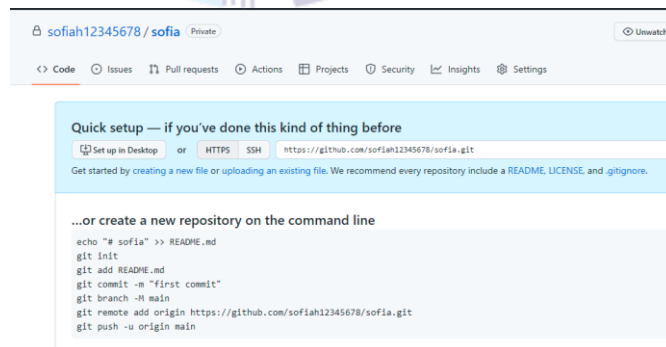 sofiah12345678 / sofia Private
Unwatch
<> Code Issues Pull requests Actions Projects Security Insights Settings
Quick setup — if you've done this kind of thing before
Set up in Desktop or HTTPS SSH https://github.com/sofiah12345678/sofia.git
Get started by creating a new file or uploading an existing file. We recommend every repository include a README, LICENSE, and .gitignore.
...or create a new repository on the command line
echo "# sofia" >> README.md
git init
git add README.md
git commit -m "first commit"
git branch -M main
git remote add origin https://github.com/sofiah12345678/sofia.git
git push -u origin main